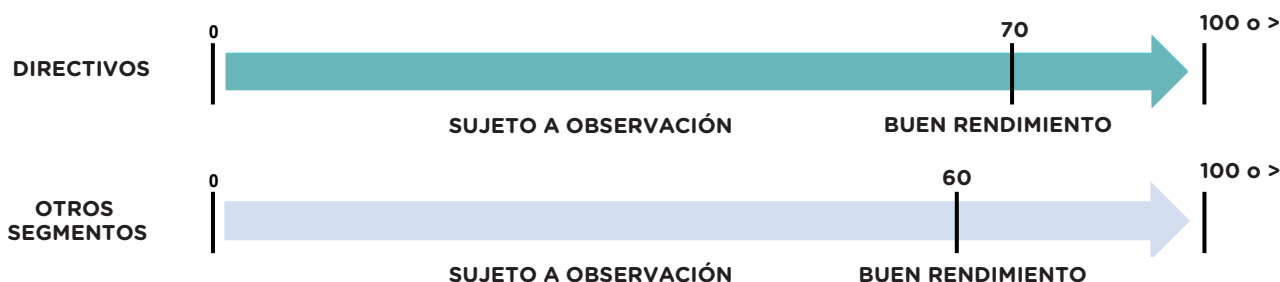 0
70
100 o >
DIRECTIVOS
SUJETO A OBSERVACIÓN
BUEN RENDIMIENTO
0
60
100 o >
OTROS
SEGMENTOS
SUJETO A OBSERVACIÓN
BUEN RENDIMIENTO